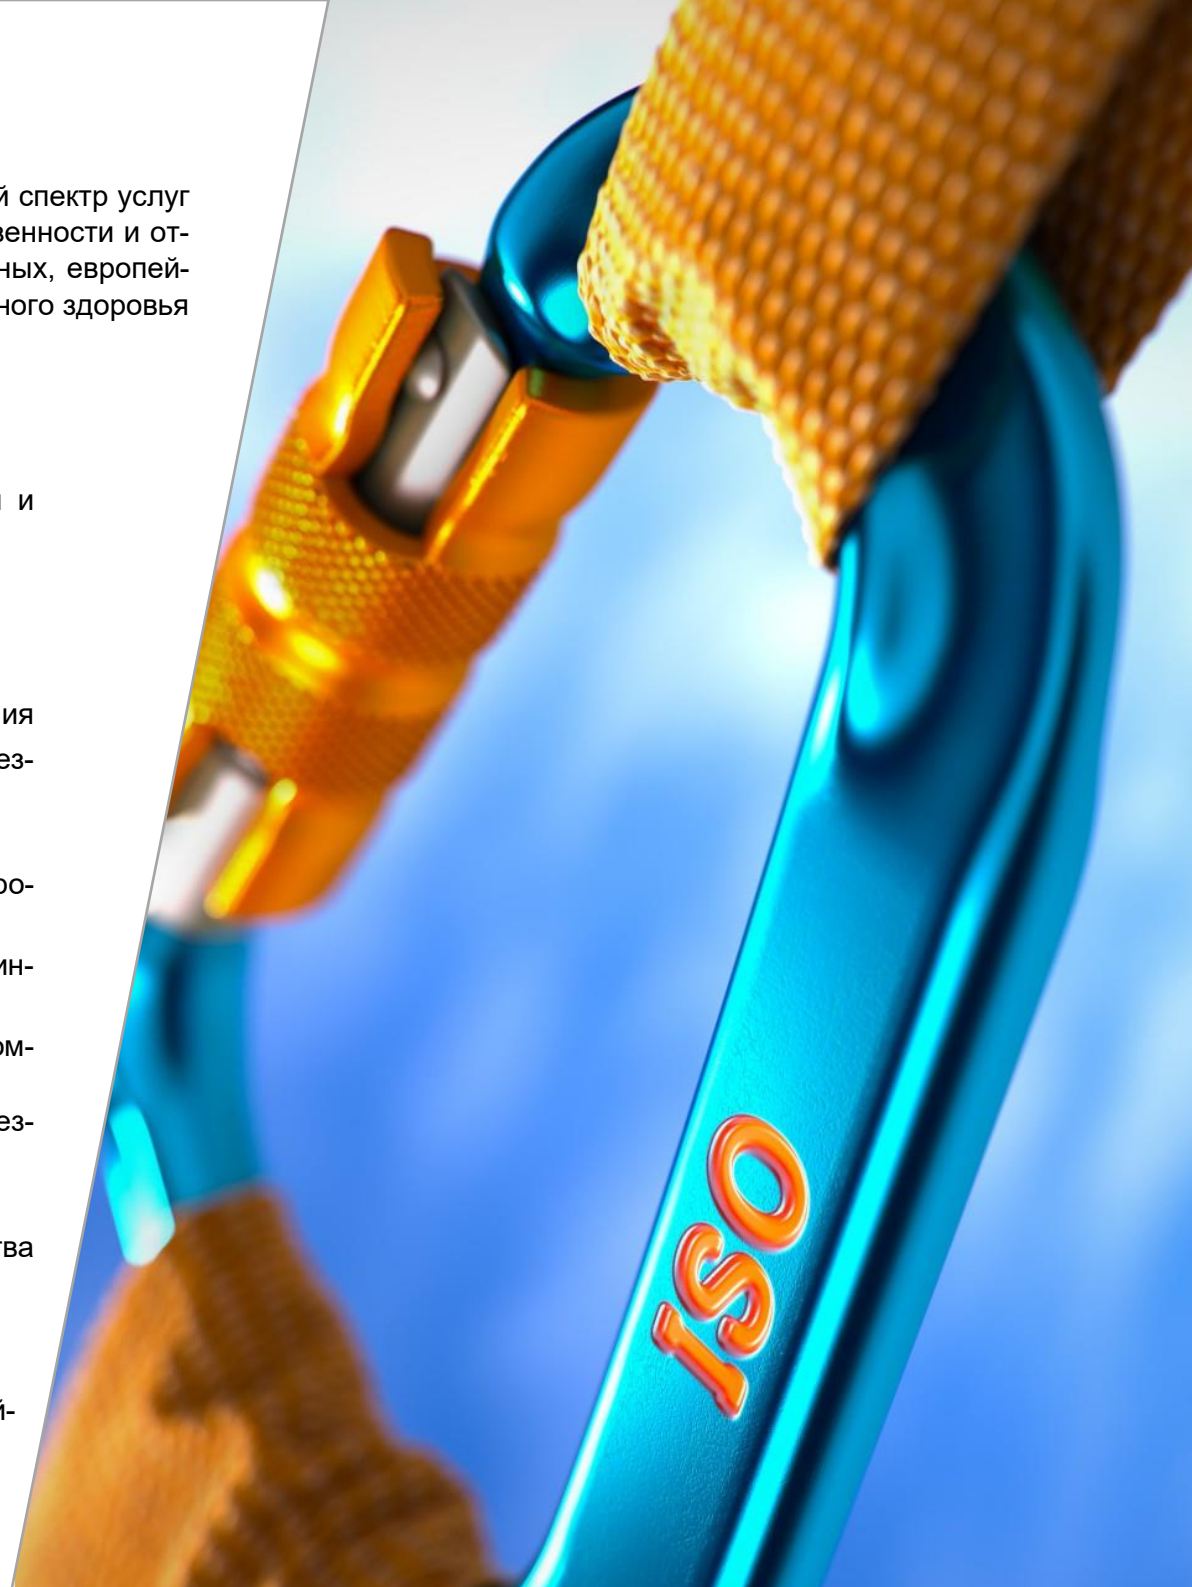 й спектр услуг
венности и от-
ных, европей-
ного здоровья
и
ия
ез-
ро-
ин-
ом-
ез-
тва
й-
ISO